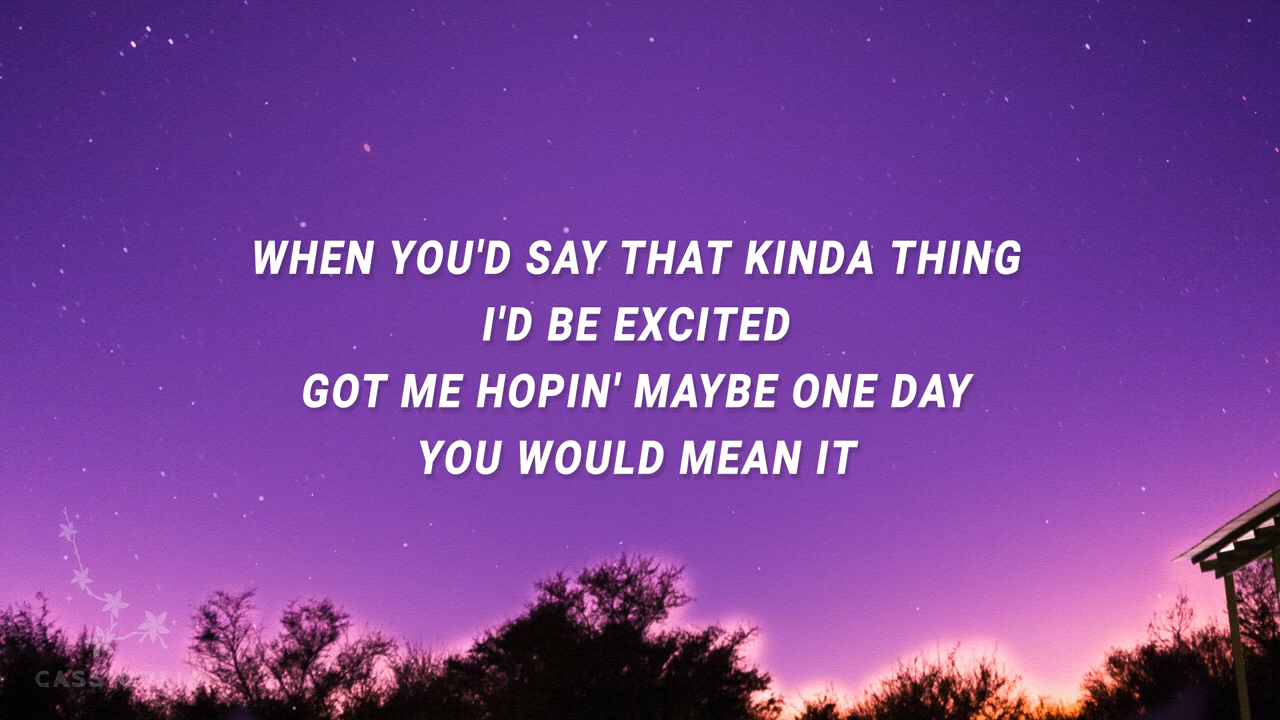 WHEN YOU'D SAY THAT KINDA THING
I'D BE EXCITED
GOT ME HOPIN' MAYBE ONE DAY
YOU WOULD MEAN IT